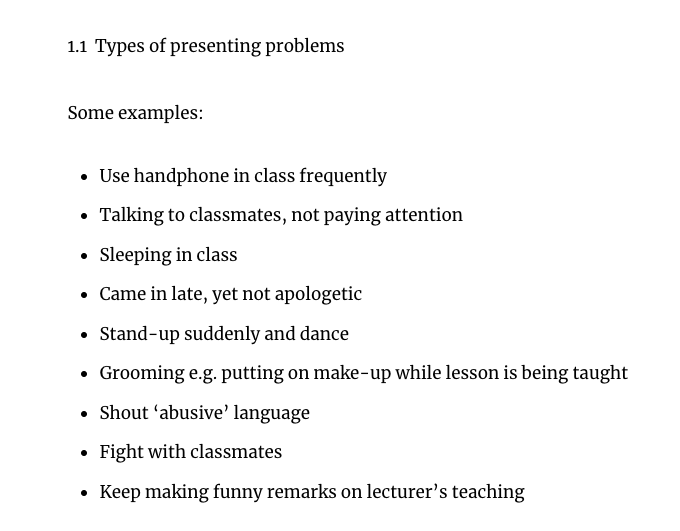 1.1 Types of presenting problems
Some examples:
• Use handphone in class frequently
• Talking to classmates, not paying attention
• Sleeping in class
• Came in late, yet not apologetic
• Stand-up suddenly and dance
• Grooming e.g. putting on make-up while lesson is being taught
• Shout ‘abusive’ language
• Fight with classmates
• Keep making funny remarks on lecturer’s teaching